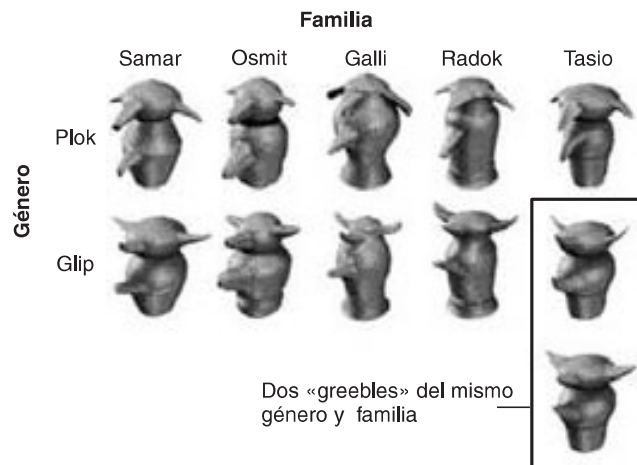 Familia
Samar Osmit Galli Radok Tasio
Género
Plok
Glip
Dos «greebles» del mismo
género y familia